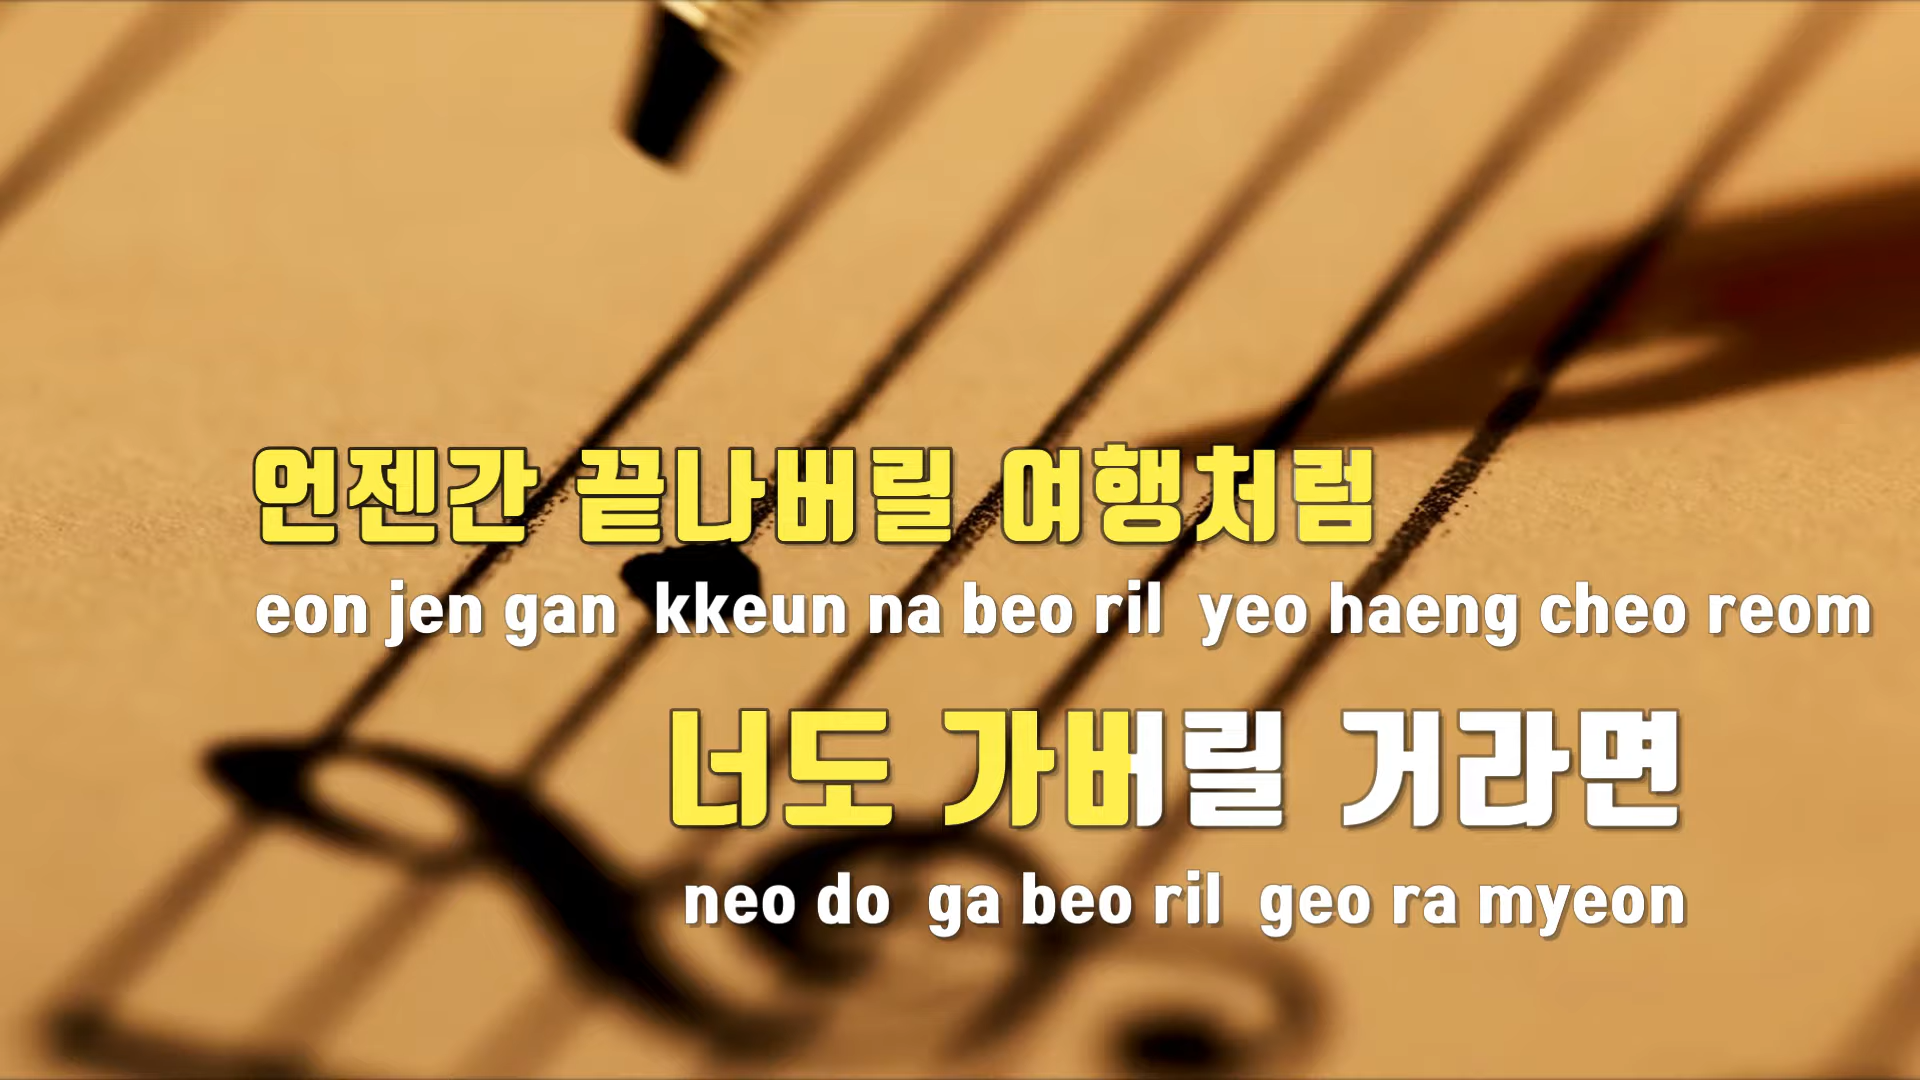 언젠간 끝나버릴 여행처럼
eon jen gan kkeun na beo ril yeo haeng cheo reom
너도 가버릴 거라면
neo do ga beo ril geo ra myeon